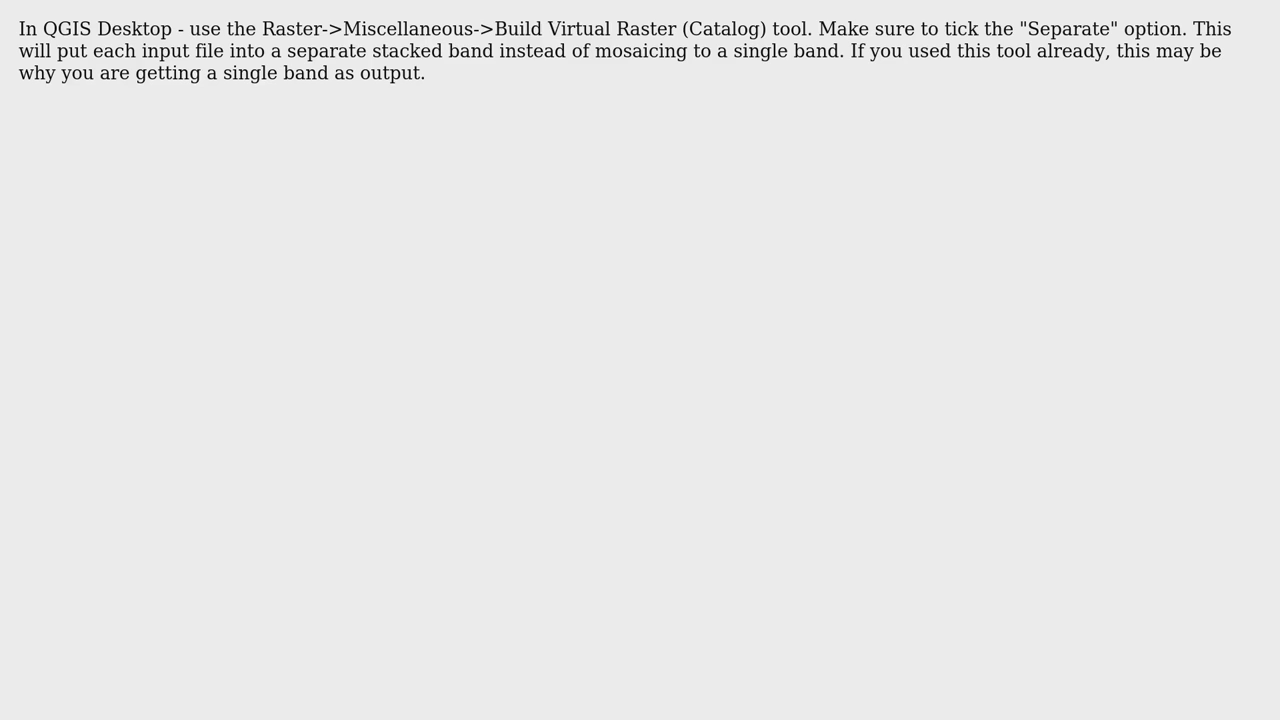 In QGIS Desktop - use the Raster->Miscellaneous->Build Virtual Raster (Catalog) tool. Make sure to tick the "Separate" option. This
will put each input file into a separate stacked band instead of mosaicing to a single band. If you used this tool already, this may be
why you are getting a single band as output.